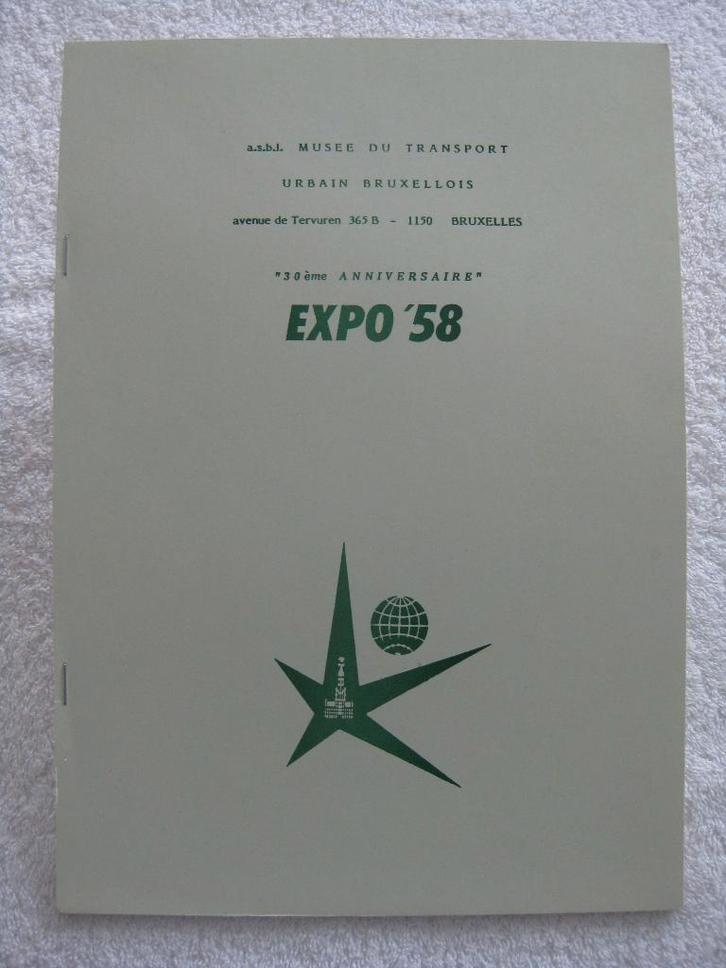 a.s.b.l. MUSEE DU TRANSPORT
URBAIN BRUXELLOIS
avenue de Tervuren 365 B - 1150 BRUXELLES
"30ème ANNIVERSAIRE"
EXPO '58